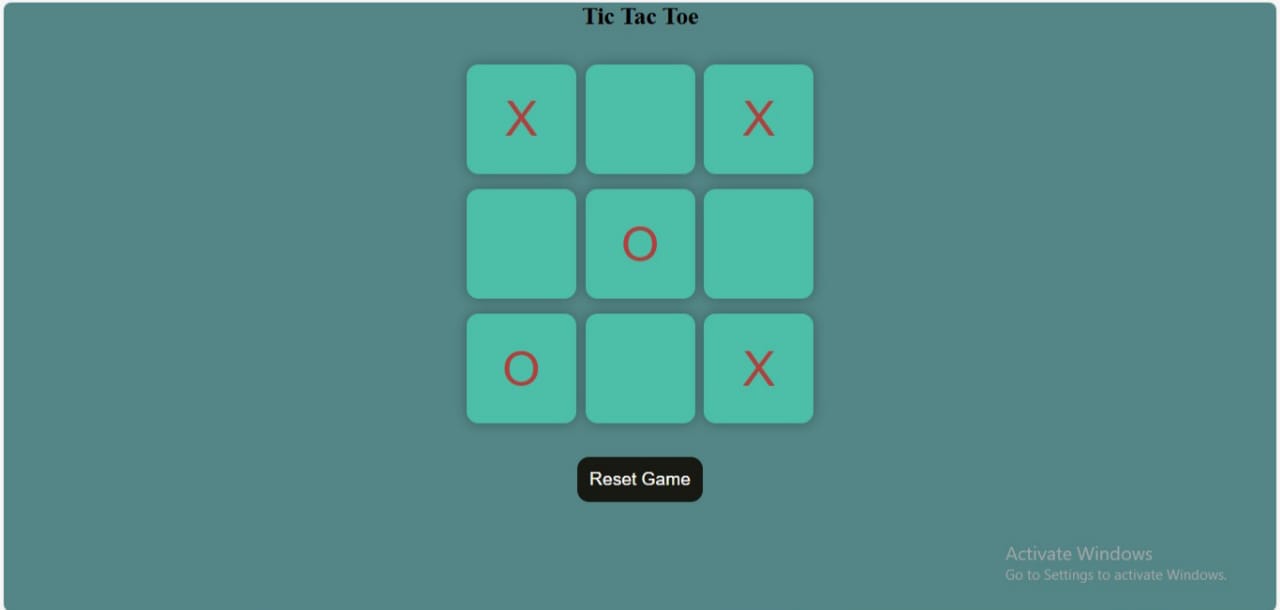 Tic Tac Toe
X X
O
O X
Reset Game
Activate Windows
Go to Settings to activate Windows.